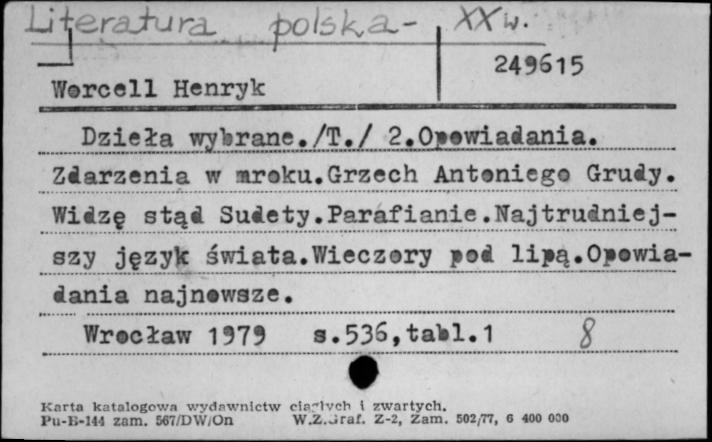 Literatura polska - XX w.
249615
Worcell Henryk
Dzieła wybrane./T./ 2.Opowiadania.
Zdarzenia w mroku.Grzech Antoniego Grudy.
Widzę stąd Sudety.Parafianie.Najtrudniej-
szy język świata.Wieczory pod lipą.Opowia-
dania najnowsze.
Wrocław 1979 s.536,tabl.1 8
Karta katalogowa wydawnictw ciągłych i zwartych.
Pu-B-144 zam. 567/DW/On W.Z.Graf. Z-2, Zam. 502/77, 6 400 000